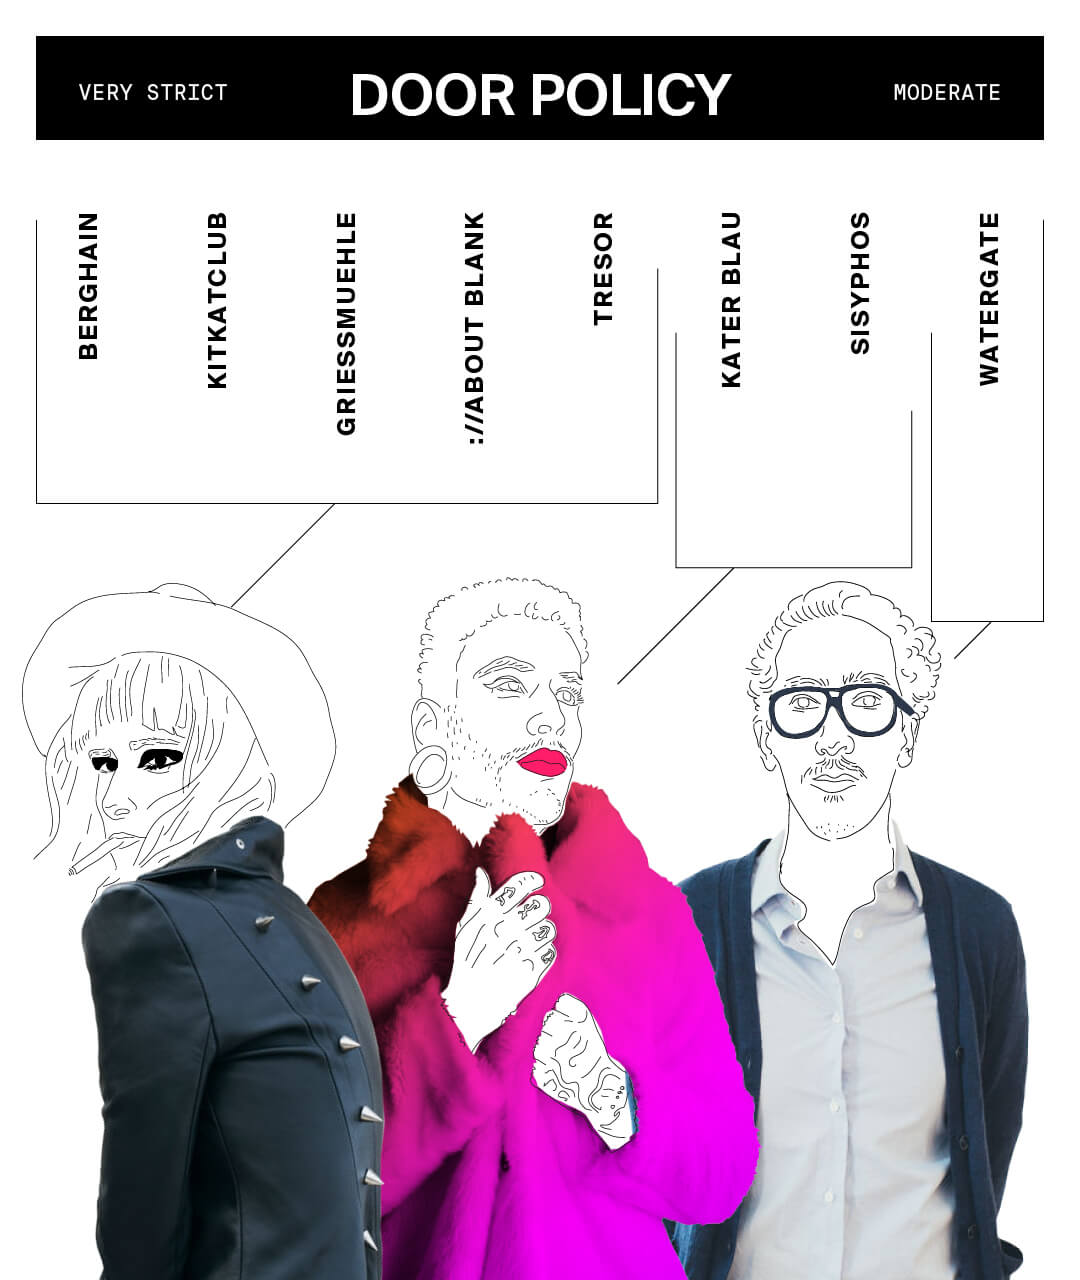 VERY STRICT
DOOR POLICY
MODERATE
BERGHAIN
KITKATCLUB
GRIESSMUEHLE
://ABOUT BLANK
TRESOR
KATER BLAU
SISYPHOS
WATERGATE